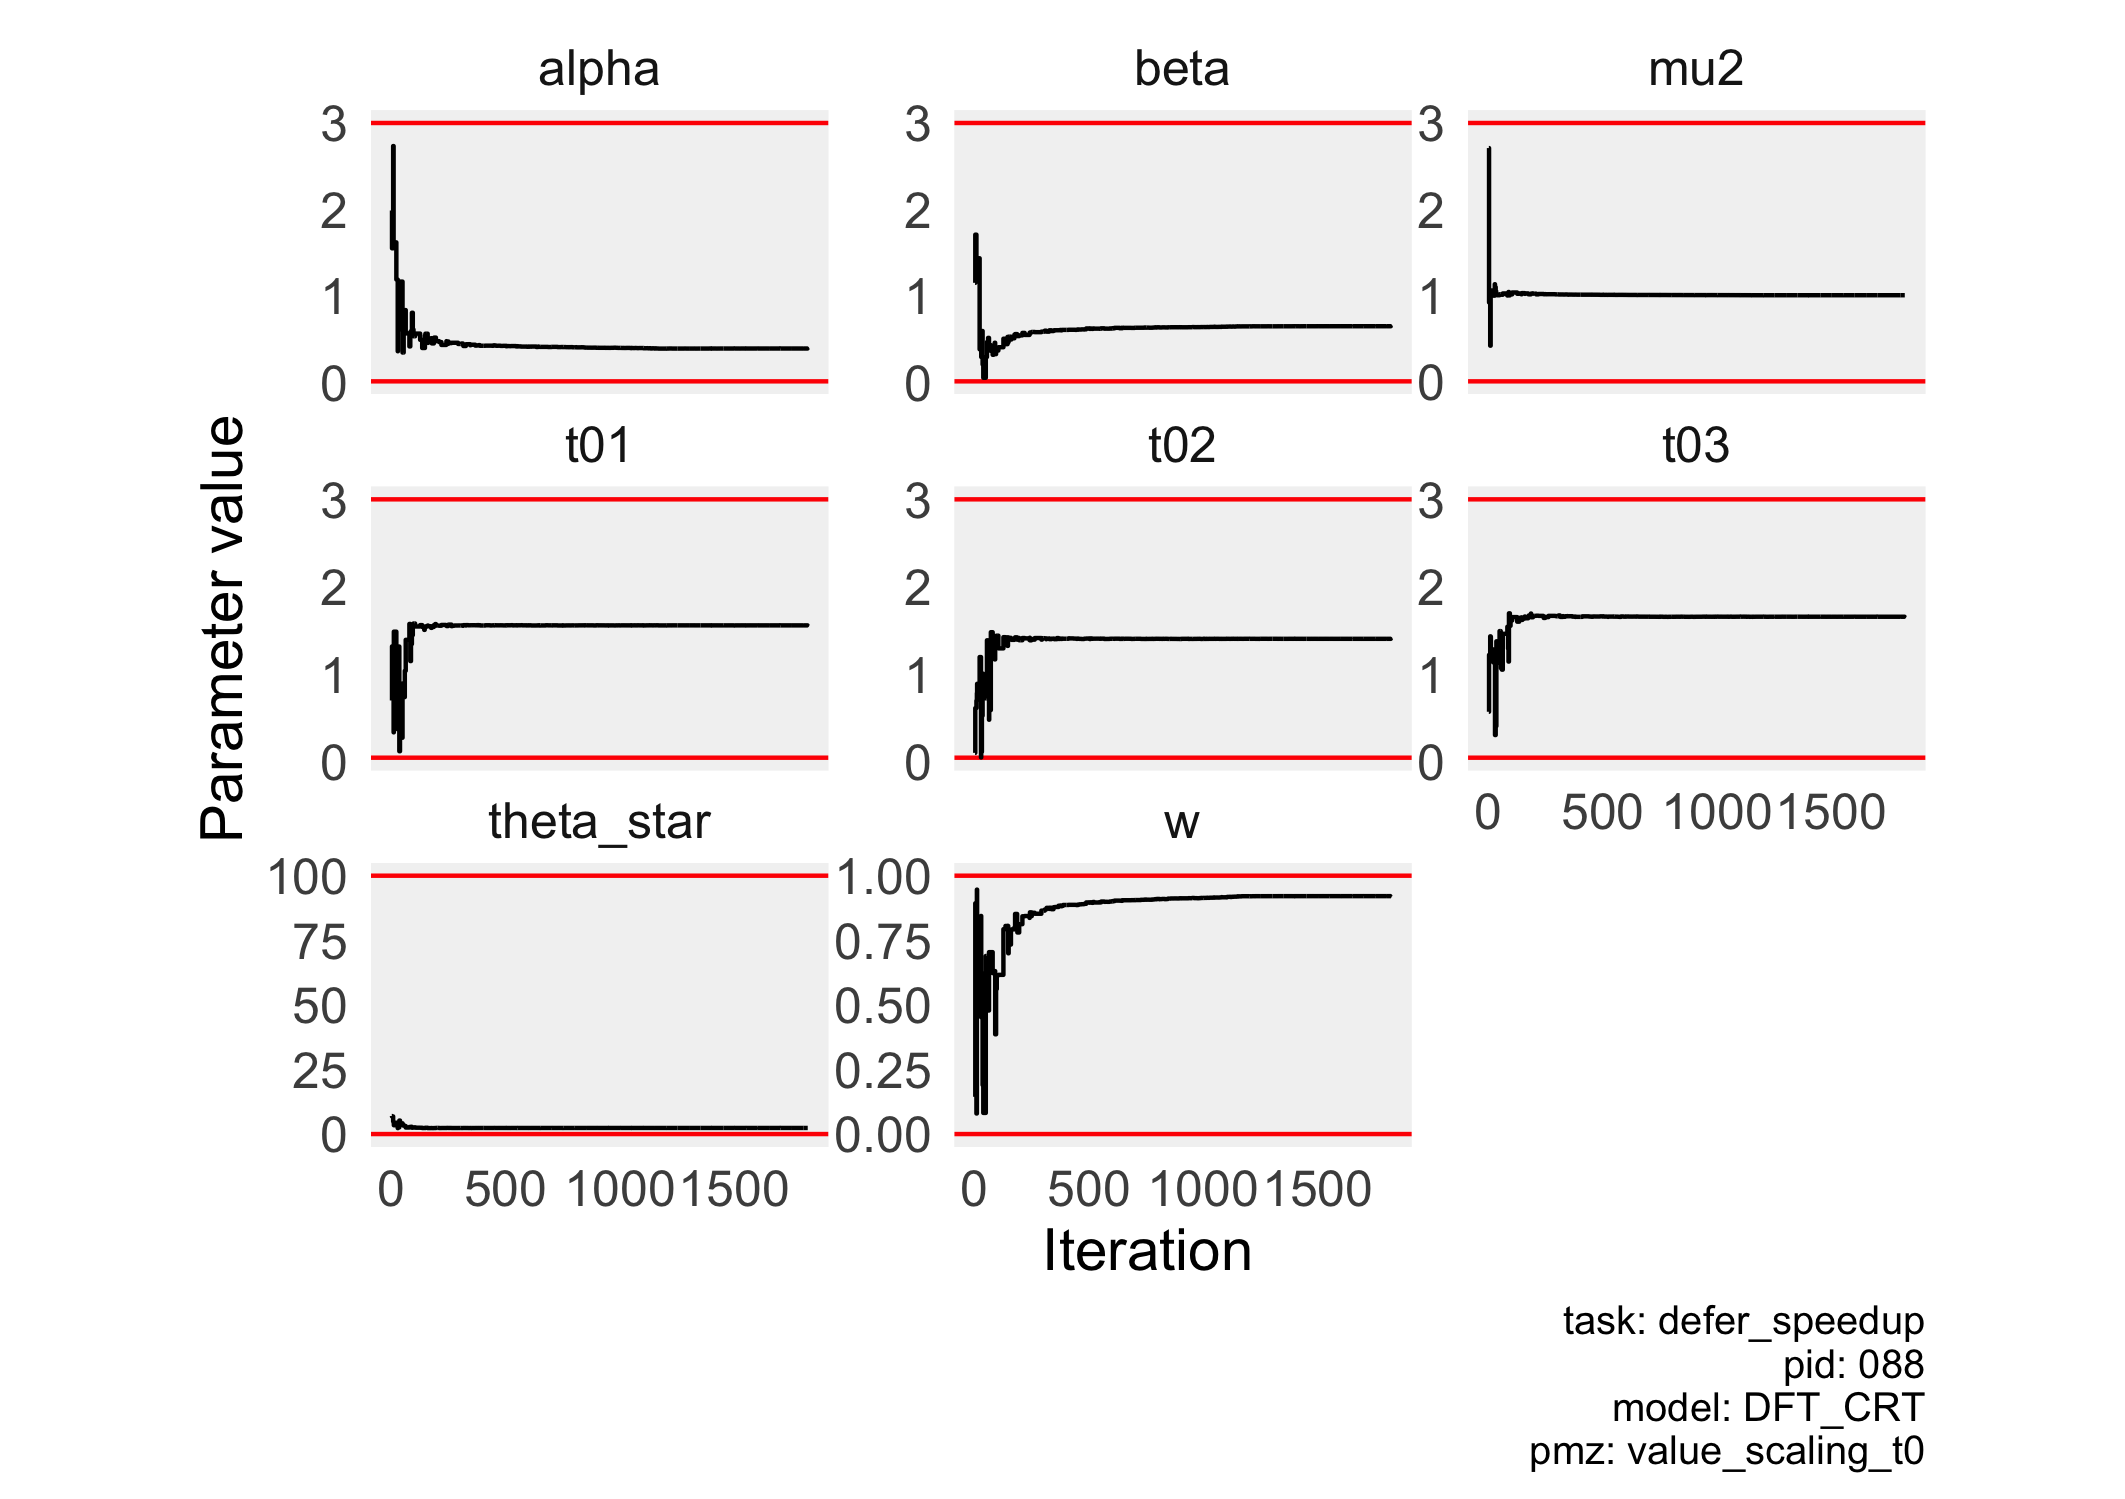 alpha
beta
mu2
3
2
1
0
3
2
1
0
3
2
1
0
t01
t02
t03
3
2
1
0
3
2
1
0
3
2
1
0
0 500 1000 1500
theta_star
w
100
75
50
25
0
1.00
0.75
0.50
0.25
0.00
0 500 1000 1500
0 500 1000 1500
Parameter value
Iteration
task: defer_speedup
pid: 088
model: DFT_CRT
pmz: value_scaling_t0